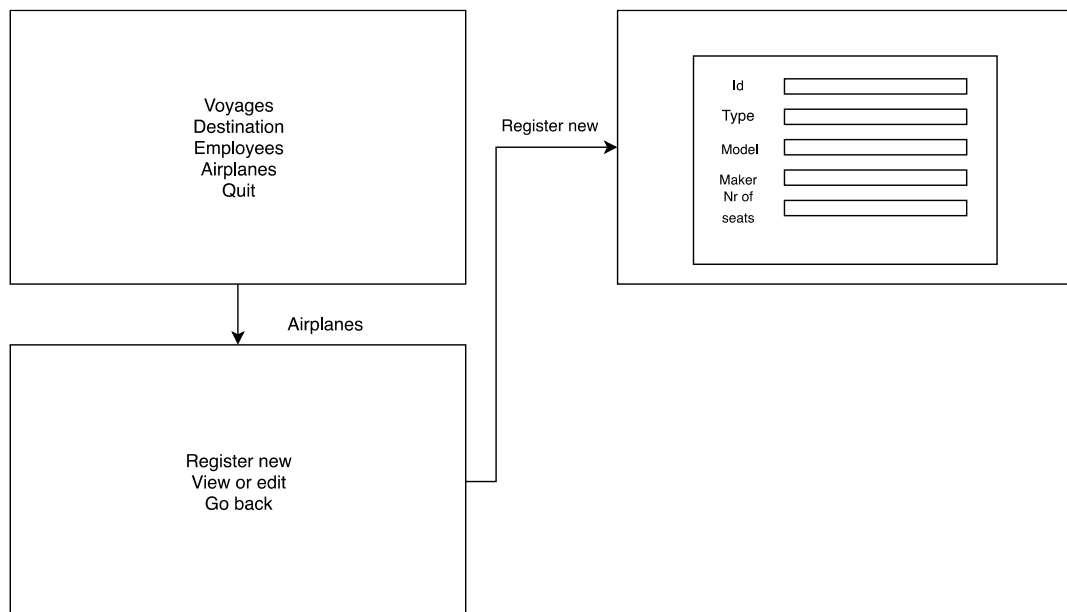 Voyages
Destination
Employees
Airplanes
Quit
Airplanes
Register new
View or edit
Go back
Register new
Id
Type
Model
Maker
Nr of
seats